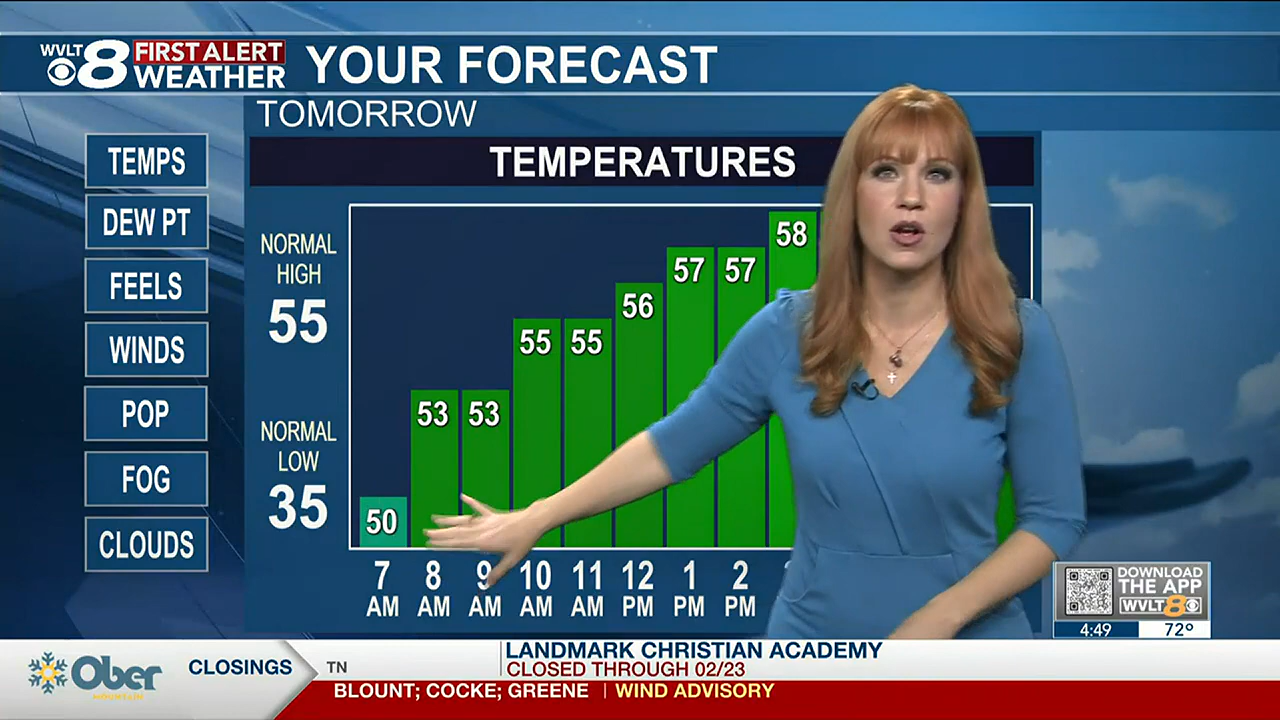 WVLT 8 FIRST ALERT WEATHER
YOUR FORECAST
TOMORROW
TEMPERATURES
TEMPS
DEW PT
FEELS
WINDS
POP
FOG
CLOUDS
NORMAL
HIGH
55
NORMAL
LOW
35
50
53
53
55
55
56
57
57
58
7 AM
8 AM
9 AM
10 AM
11 AM
12 PM
1 PM
2 PM
DOWNLOAD
THE APP
WVLT 8
4:49 72°
Ober
MOUNTAIN
CLOSINGS
TN
LANDMARK CHRISTIAN ACADEMY
CLOSED THROUGH 02/23
BLOUNT; COCKE; GREENE | WIND ADVISORY